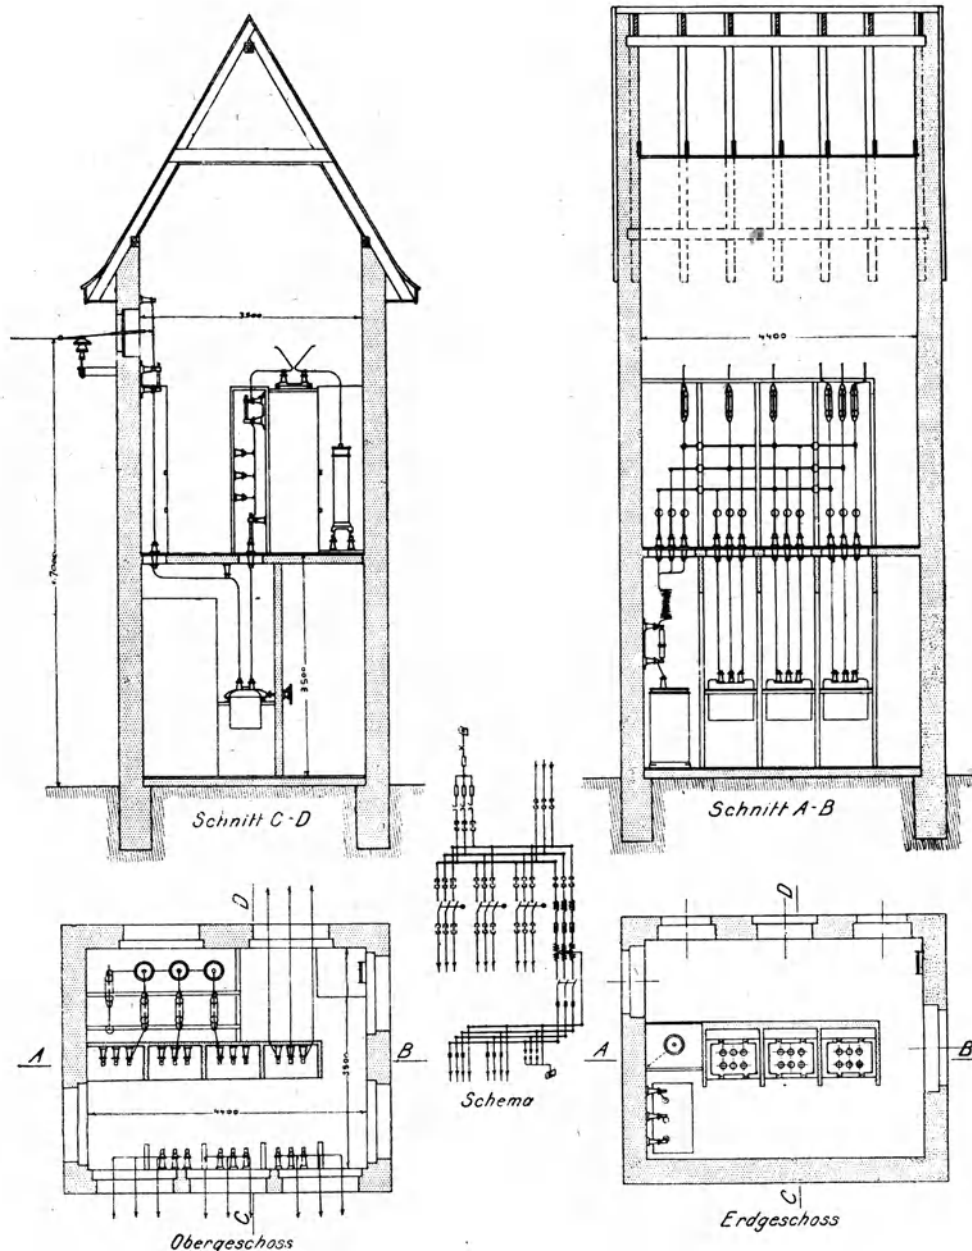 3500
4400
~7000
3500
Schnitt C-D
Schnitt A-B
D
D
A
B
A
B
3500
4400
Schema
C
C
Obergeschoss
Erdgeschoss